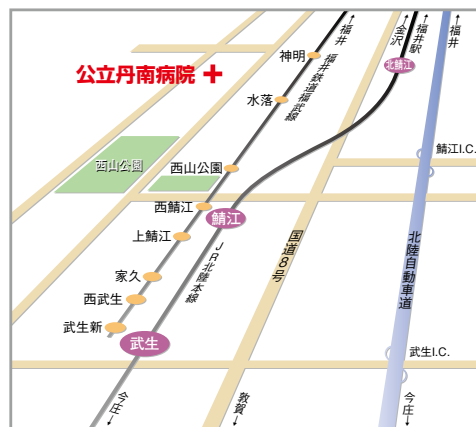 ↑福井
↑金沢
↑福井駅
↑福井
神明
福井鉄道福武線
北鯖江
公立丹南病院
水落
鯖江I.C.
西山公園
西山公園
西鯖江
鯖江
上鯖江
国道8号
北陸自動車道
JR北陸本線
家久
西武生
武生新
武生
武生I.C.
今庄↓
敦賀↓
今庄↓